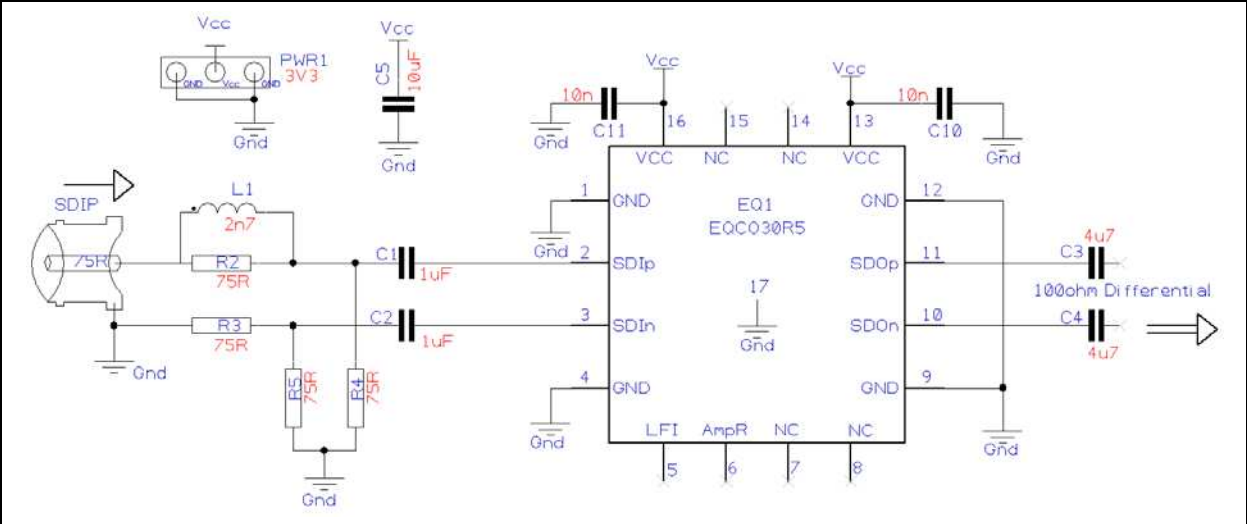 Vcc
PWR1
3V3
GND Vcc GND
Gnd
Vcc
C5
10uF
Gnd
Vcc
10n
C11
Gnd
16
15
14
13
Vcc
10n
C10
Gnd
VCC NC NC VCC
SDIP
L1
2n7
75R
R2
75R
R3
75R
Gnd
R5
75R
R4
75R
Gnd
C1
1uF
C2
1uF
1
GND
Gnd
2
SDIp
3
SDIn
4
GND
Gnd
EQ1
EQCO30R5
17
Gnd
12
GND
11
SDOp
10
SDOn
9
GND
Gnd
C3
4u7
100ohm Differential
C4
4u7
LFI AmpR NC NC
5
6
7
8